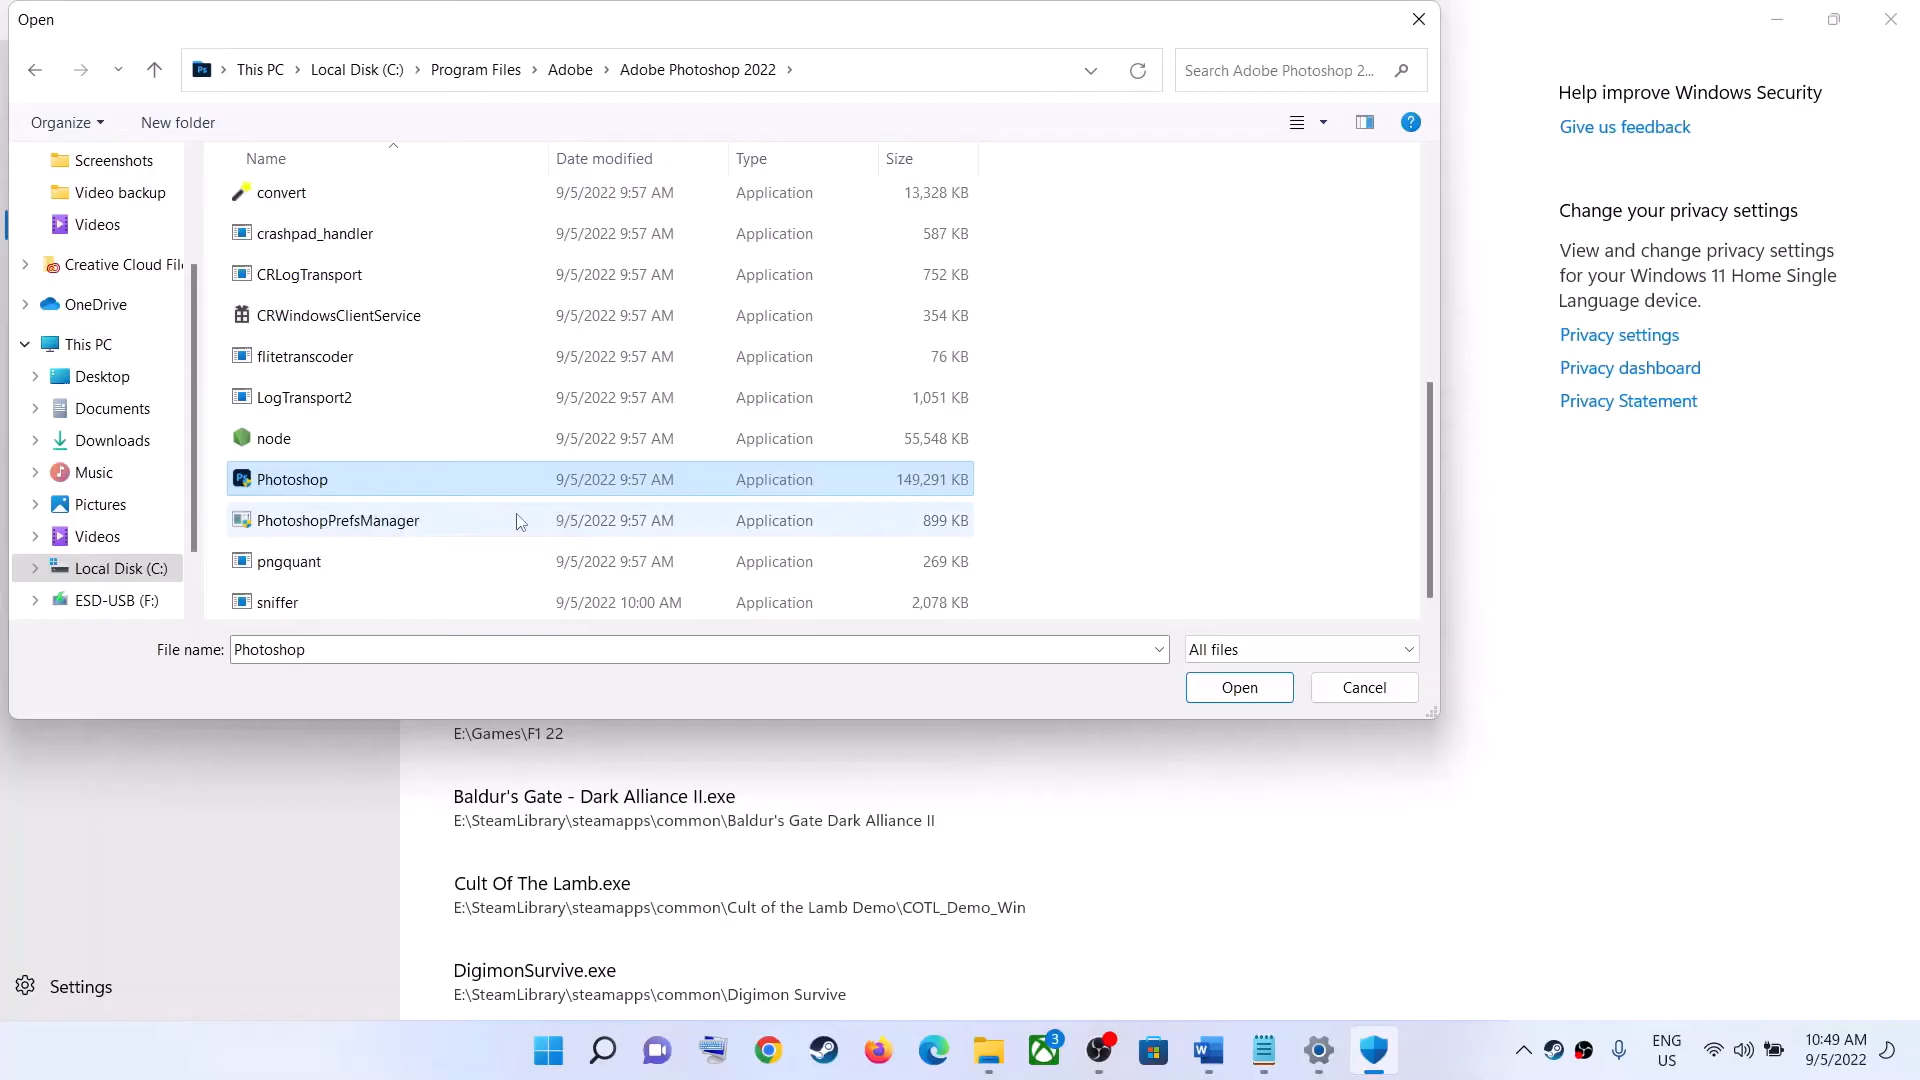 Open
This PC
Local Disk (C:)
Program Files
Adobe
Adobe Photoshop 2022
Search Adobe Photoshop 2...
Organize
New folder
Screenshots
Video backup
Videos
Creative Cloud File
OneDrive
This PC
Desktop
Documents
Downloads
Music
Pictures
Videos
Local Disk (C:)
ESD-USB (F:)
Name Date modified Type Size
convert 9/5/2022 9:57 AM Application 13,328 KB
crashpad_handler 9/5/2022 9:57 AM Application 587 KB
CRLogTransport 9/5/2022 9:57 AM Application 752 KB
CRWindowsClientService 9/5/2022 9:57 AM Application 354 KB
flitetranscoder 9/5/2022 9:57 AM Application 76 KB
LogTransport2 9/5/2022 9:57 AM Application 1,051 KB
node 9/5/2022 9:57 AM Application 55,548 KB
Ps Photoshop 9/5/2022 9:57 AM Application 149,291 KB
PhotoshopPrefsManager 9/5/2022 9:57 AM Application 899 KB
pngquant 9/5/2022 9:57 AM Application 269 KB
sniffer 9/5/2022 10:00 AM Application 2,078 KB
File name: Photoshop
All files
Open
Cancel
Help improve Windows Security
Give us feedback
Change your privacy settings
View and change privacy settings
for your Windows 11 Home Single
Language device.
Privacy settings
Privacy dashboard
Privacy Statement
E:\Games\F1 22
Baldur's Gate - Dark Alliance II.exe
E:\SteamLibrary\steamapps\common\Baldur's Gate Dark Alliance II
Cult Of The Lamb.exe
E:\SteamLibrary\steamapps\common\Cult of the Lamb Demo\COTL_Demo_Win
DigimonSurvive.exe
E:\SteamLibrary\steamapps\common\Digimon Survive
Settings
3
ENG
US
10:49 AM
9/5/2022